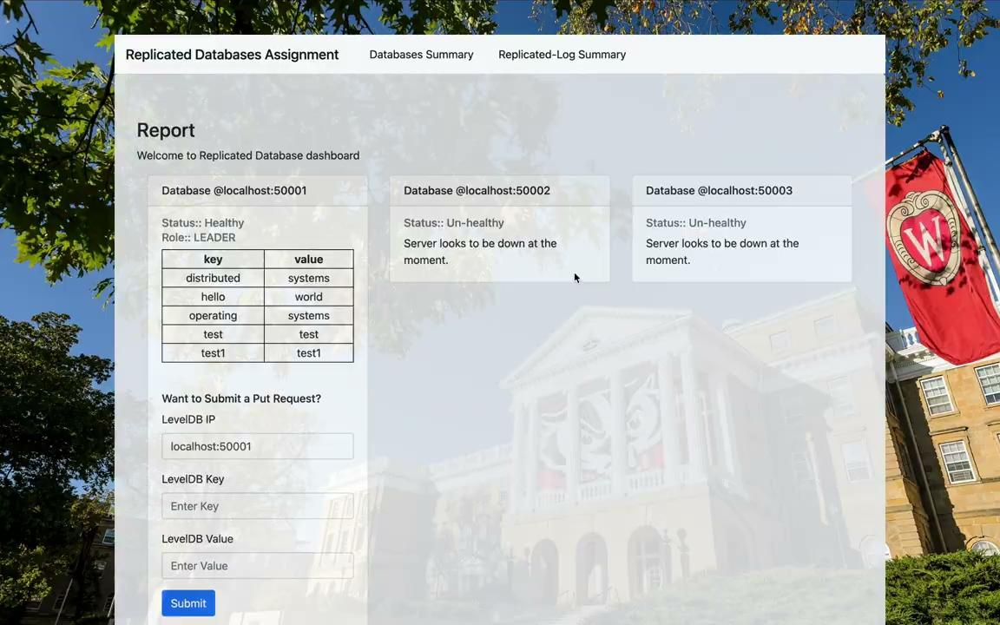 Replicated Databases Assignment
Databases Summary
Replicated-Log Summary
Report
Welcome to Replicated Database dashboard
Database @localhost:50001
Status:: Healthy
Role:: LEADER
key value
distributed systems
hello world
operating systems
test test
test1 test1
Want to Submit a Put Request?
LevelDB IP
localhost:50001
LevelDB Key
Enter Key
LevelDB Value
Enter Value
Submit
Database @localhost:50002
Status:: Un-healthy
Server looks to be down at the
moment.
Database @localhost:50003
Status:: Un-healthy
Server looks to be down at the
moment.
W